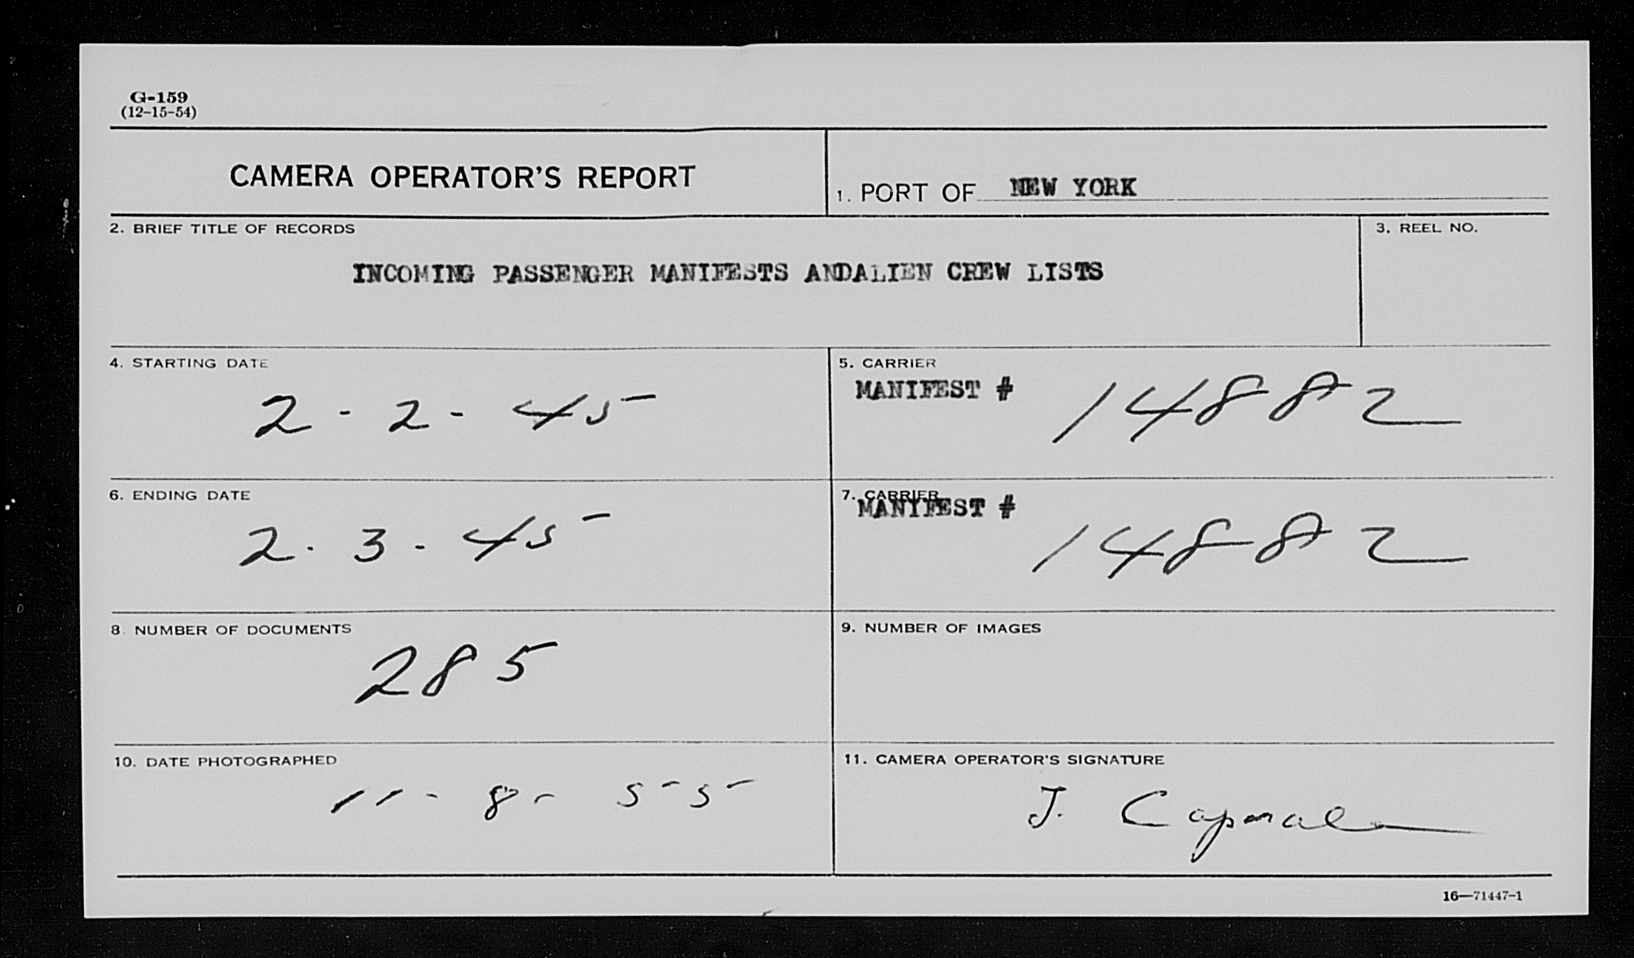 G-159
(12-15-54)
CAMERA OPERATOR'S REPORT
1. PORT OF NEW YORK
2. BRIEF TITLE OF RECORDS
3. REEL NO.
INCOMING PASSENGER MANIFESTS ANDALIEN CREW LISTS
4. STARTING DATE
2-2-45
5. CARRIER
MANIFEST # 14882
6. ENDING DATE
2.3.45
7. CARRIER
MANIFEST # 14882
8. NUMBER OF DOCUMENTS
285
9. NUMBER OF IMAGES
10. DATE PHOTOGRAPHED
11-8-55
11. CAMERA OPERATOR'S SIGNATURE
J.
16—71447-1